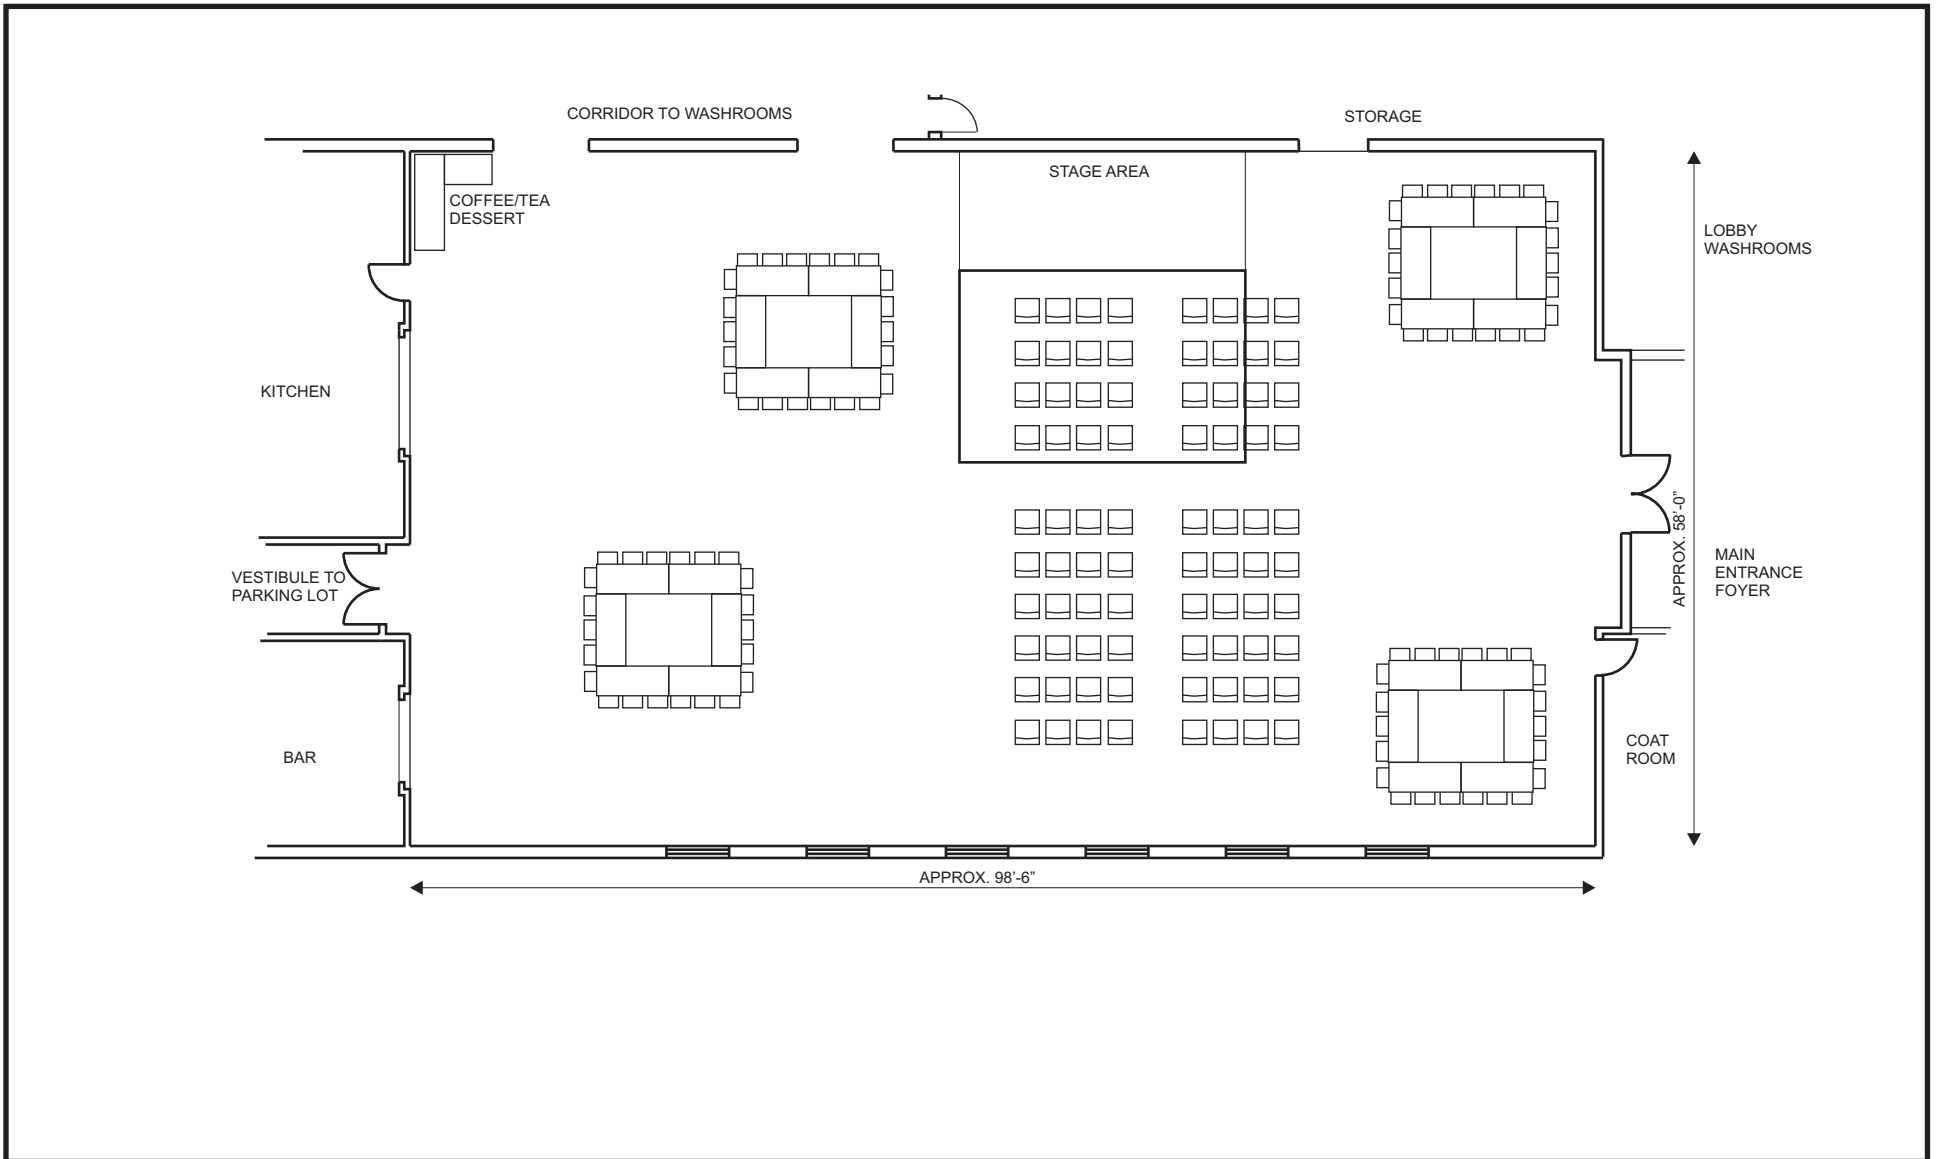 CORRIDOR TO WASHROOMS
STORAGE
STAGE AREA
COFFEE/TEA
DESSERT
LOBBY
WASHROOMS
KITCHEN
APPROX. 58'-0”
VESTIBULE TO
PARKING LOT
MAIN
ENTRANCE
FOYER
BAR
COAT
ROOM
APPROX. 98'-6”